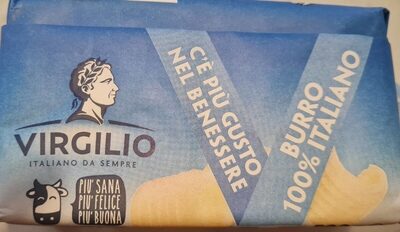 VIRGILIO
ITALIANO DA SEMPRE
PIU' SANA
PIU' FELICE
PIU' BUONA
C'È PIÙ GUSTO
NEL BENESSERE
BURRO
100% ITALIANO